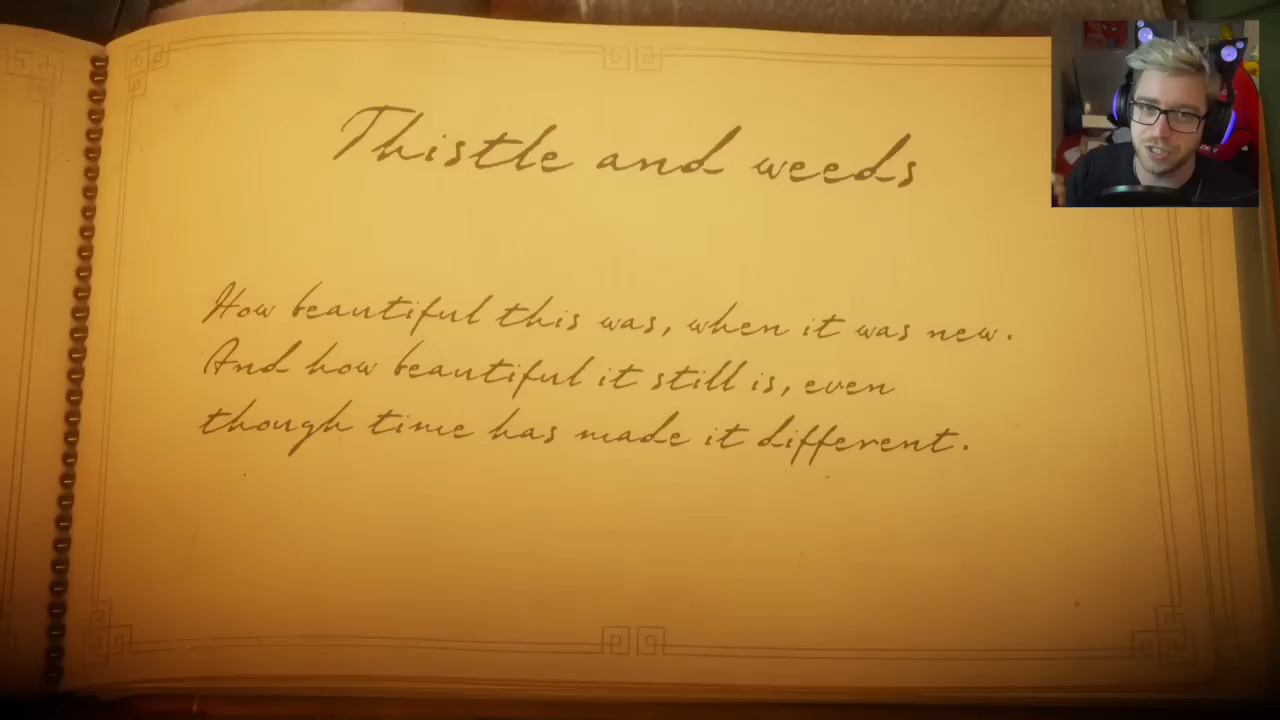 Thistle and weeds
How beautiful this was, when it was new.
And how beautiful it still is, even
though time has made it different.